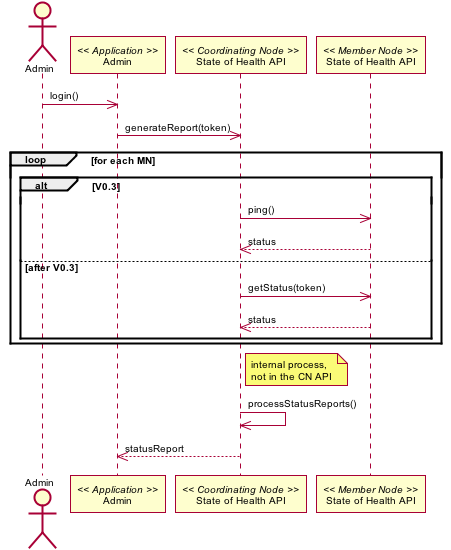 << Application >>
<< Coordinating Node >>
<< Member Node >>
Admin
Admin
State of Health API
State of Health API
login()
generateReport(token)
loop
[for each MN]
alt
[V0.3]
ping()
status
[after V0.3]
getStatus(token)
status
internal process,
not in the CN API
processStatusReports()
statusReport
Admin
<< Application >>
<< Coordinating Node >>
<< Member Node >>
Admin
State of Health API
State of Health API